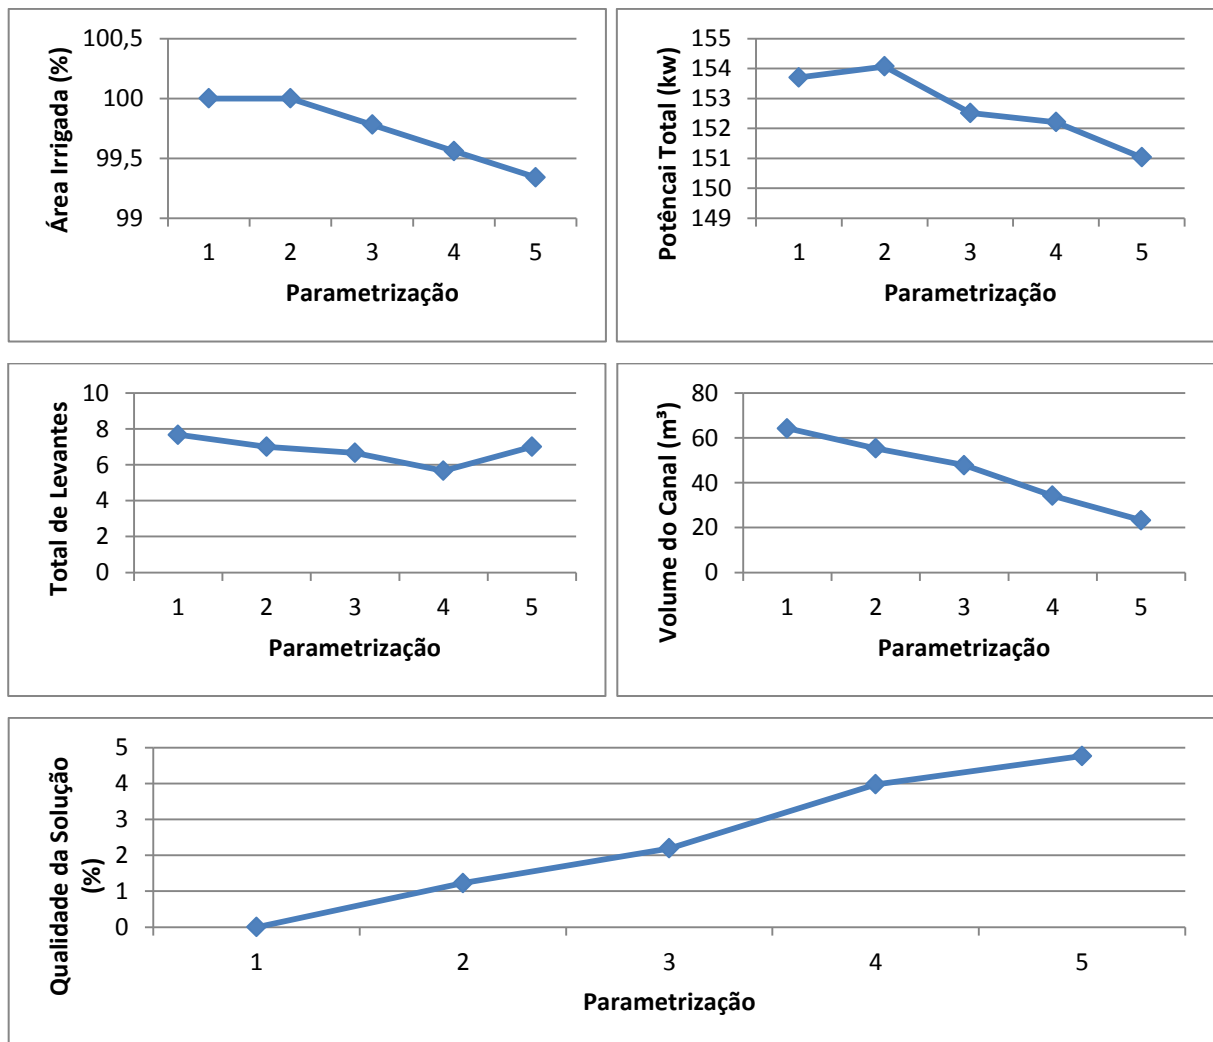 Área Irrigada (%)
100,5
100
99,5
99
1 2 3 4 5
Parametrização
Potêncai Total (kw)
155
154
153
152
151
150
149
1 2 3 4 5
Parametrização
Total de Levantes
10
8
6
4
2
0
1 2 3 4 5
Parametrização
Volume do Canal (m³)
80
60
40
20
0
1 2 3 4 5
Parametrização
Qualidade da Solução
(%)
5
4
3
2
1
0
1 2 3 4 5
Parametrização